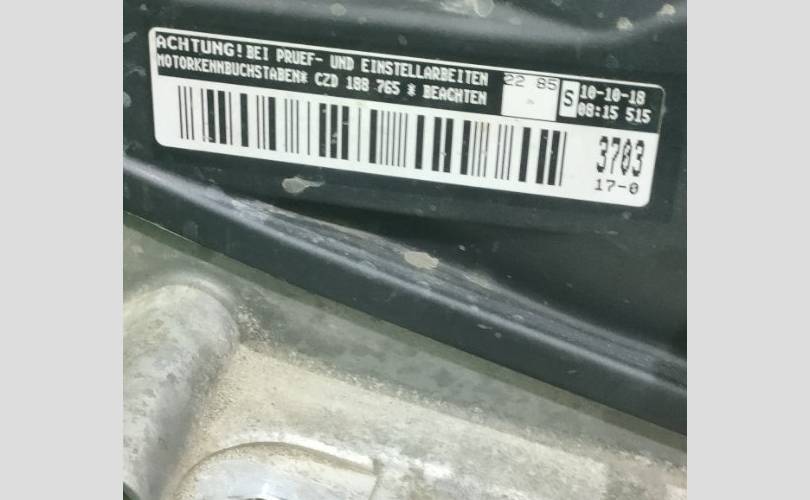 ACHTUNG! BEI PRUEF- UND EINSTELLARBEITEN
MOTORKENNBUCHSTABEN* CZD 188 765 * BEACHTEN
22 85
S
10-10-18
08:15 515
3703
17-0